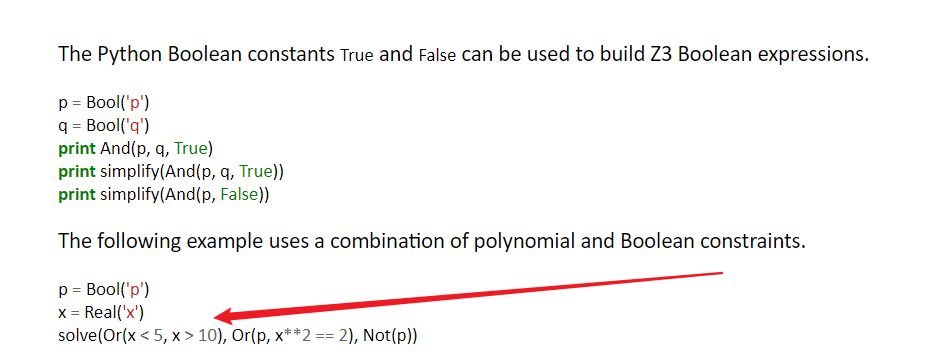 The Python Boolean constants True and False can be used to build Z3 Boolean expressions.
p = Bool('p')
q = Bool('q')
print And(p, q, True)
print simplify(And(p, q, True))
print simplify(And(p, False))
The following example uses a combination of polynomial and Boolean constraints.
p = Bool('p')
x = Real('x')
solve(Or(x < 5, x > 10), Or(p, x**2 == 2), Not(p))